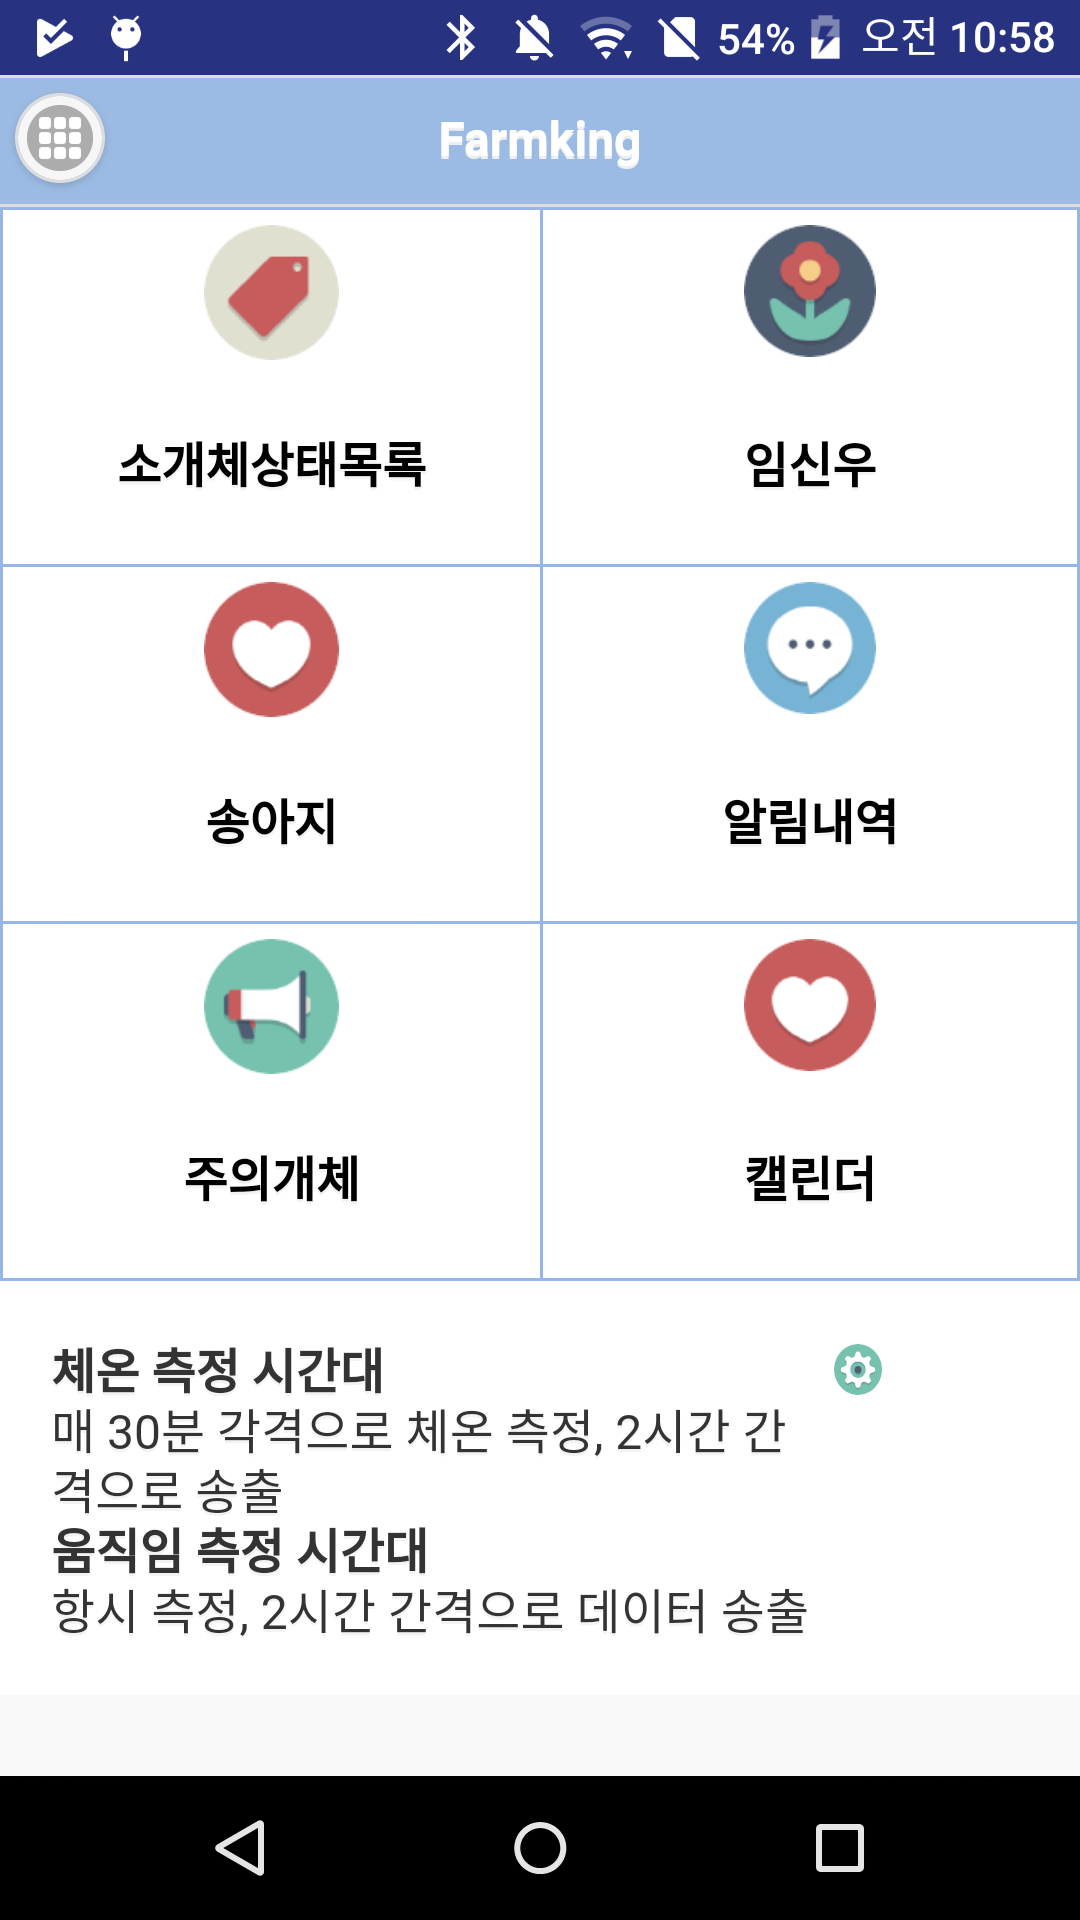 54% 오전 10:58
Farmking
소개체상태목록 임신우
송아지 알림내역
주의개체 캘린더
체온 측정 시간대
매 30분 각격으로 체온 측정, 2시간 간
격으로 송출
움직임 측정 시간대
항시 측정, 2시간 간격으로 데이터 송출